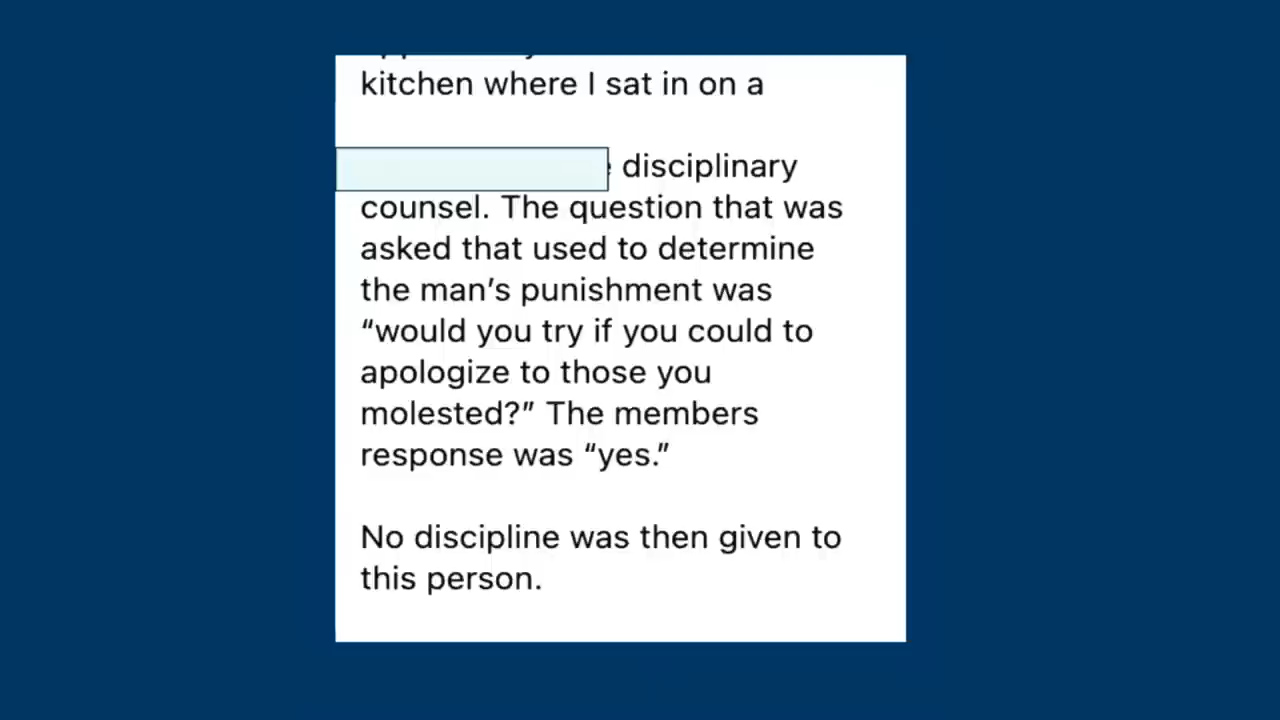 kitchen where I sat in on a
disciplinary
counsel. The question that was
asked that used to determine
the man’s punishment was
“would you try if you could to
apologize to those you
molested?” The members
response was “yes.”
No discipline was then given to
this person.